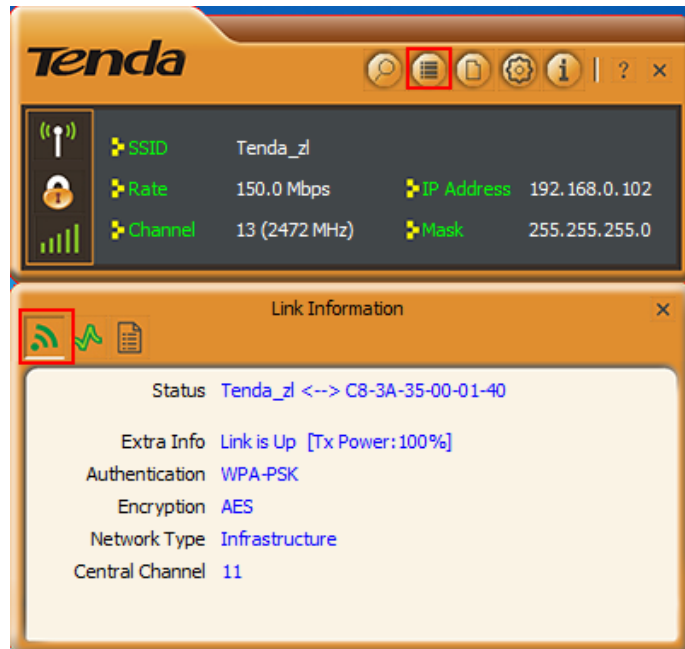 Tenda
? ×
SSID Tenda_zl
Rate 150.0 Mbps IP Address 192.168.0.102
Channel 13 (2472 MHz) Mask 255.255.255.0
Link Information ×
Status Tenda_zl <--> C8-3A-35-00-01-40
Extra Info Link is Up [Tx Power:100%]
Authentication WPA-PSK
Encryption AES
Network Type Infrastructure
Central Channel 11